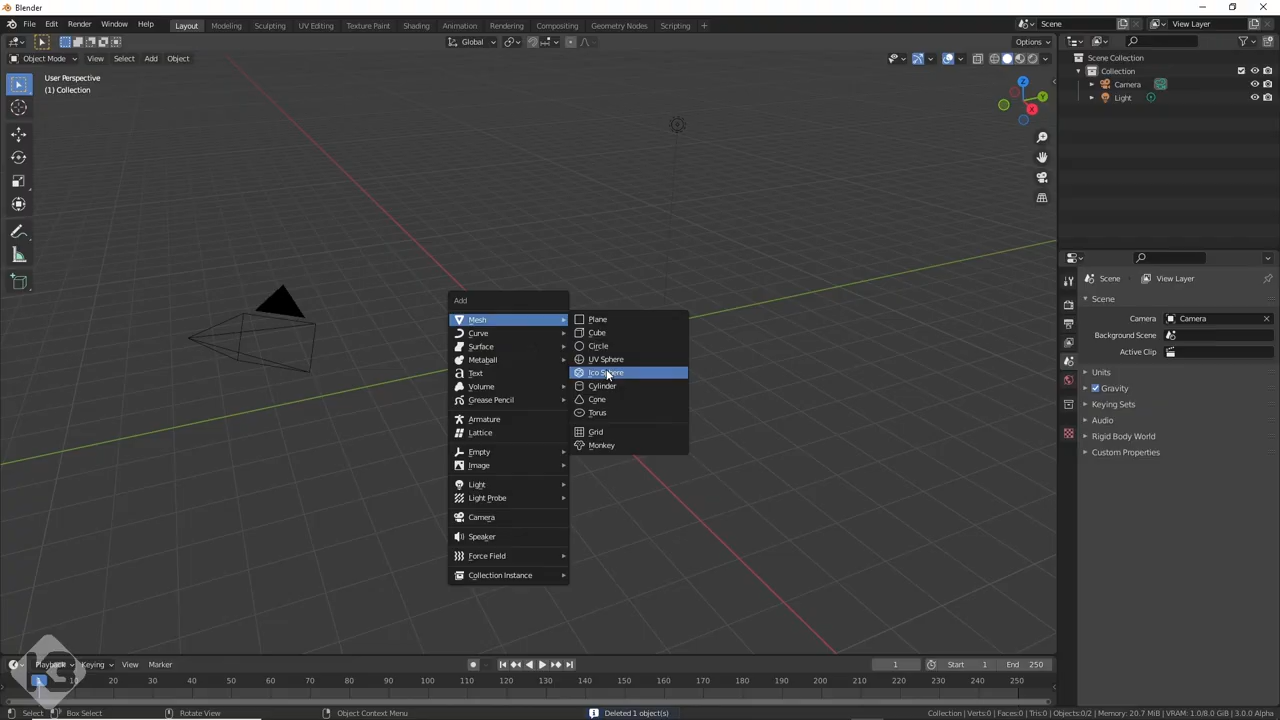 Blender
File Edit Render Window Help Layout Modeling Sculpting UV Editing Texture Paint Shading Animation Rendering Compositing Geometry Nodes Scripting + Scene View Layer
Global Options
Object Mode View Select Add Object
User Perspective
(1) Collection
Z
Y
X
Scene Collection
Collection
Camera
Light
Add
Mesh
Curve
Surface
Metaball
Text
Volume
Grease Pencil
Armature
Lattice
Empty
Image
Light
Light Probe
Camera
Speaker
Force Field
Collection Instance
Plane
Cube
Circle
UV Sphere
Ico Sphere
Cylinder
Cone
Torus
Grid
Monkey
Scene View Layer
Scene
Camera Camera
Background Scene
Active Clip
Units
Gravity
Keying Sets
Audio
Rigid Body World
Custom Properties
Playback Keying View Marker 1 Start 1 End 250
1 10 20 30 40 50 60 70 80 90 100 110 120 130 140 150 160 170 180 190 200 210 220 230 240 250
Select Box Select Rotate View Object Context Menu Deleted 1 object(s) Collection | Verts:0 | Faces:0 | Tris:0 | Objects:0/2 | Memory: 20.7 MiB | VRAM: 1.0/8.0 GiB | 3.0.0 Alpha